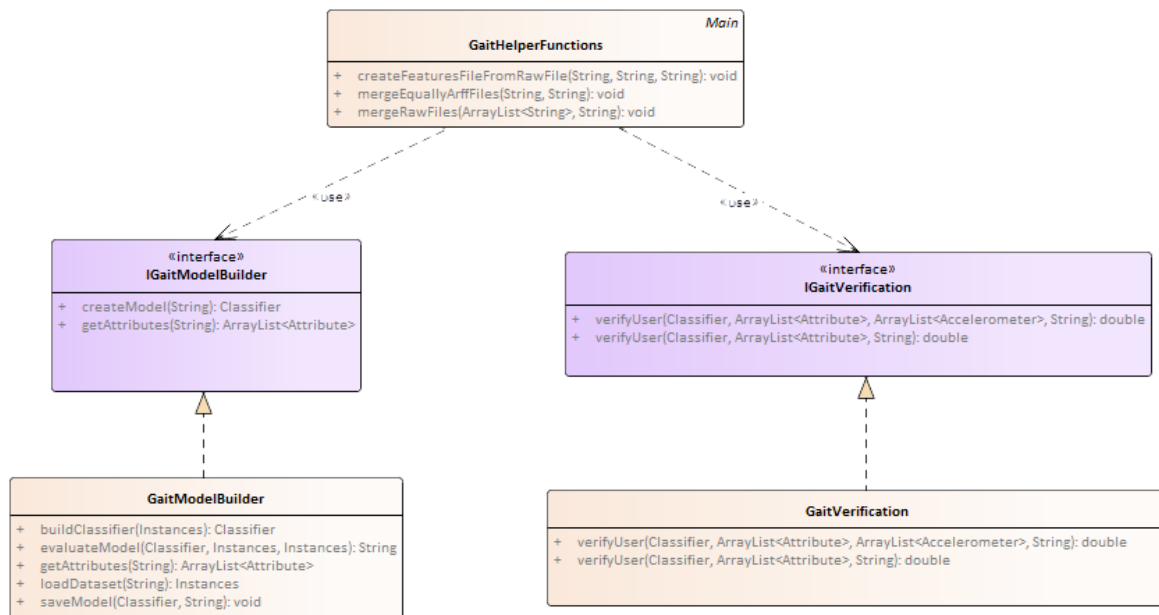 Main
GaitHelperFunctions
+ createFeaturesFileFromRawFile(String, String, String): void
+ mergeEquallyArffFiles(String, String): void
+ mergeRawFiles(ArrayList<String>, String): void
«use»
«use»
«interface»
IGaitModelBuilder
+ createModel(String): Classifier
+ getAttributes(String): ArrayList<Attribute>
«interface»
IGaitVerification
+ verifyUser(Classifier, ArrayList<Attribute>, ArrayList<Accelerometer>, String): double
+ verifyUser(Classifier, ArrayList<Attribute>, String): double
GaitModelBuilder
+ buildClassifier(Instances): Classifier
+ evaluateModel(Classifier, Instances, Instances): String
+ getAttributes(String): ArrayList<Attribute>
+ loadDataset(String): Instances
+ saveModel(Classifier, String): void
GaitVerification
+ verifyUser(Classifier, ArrayList<Attribute>, ArrayList<Accelerometer>, String): double
+ verifyUser(Classifier, ArrayList<Attribute>, String): double